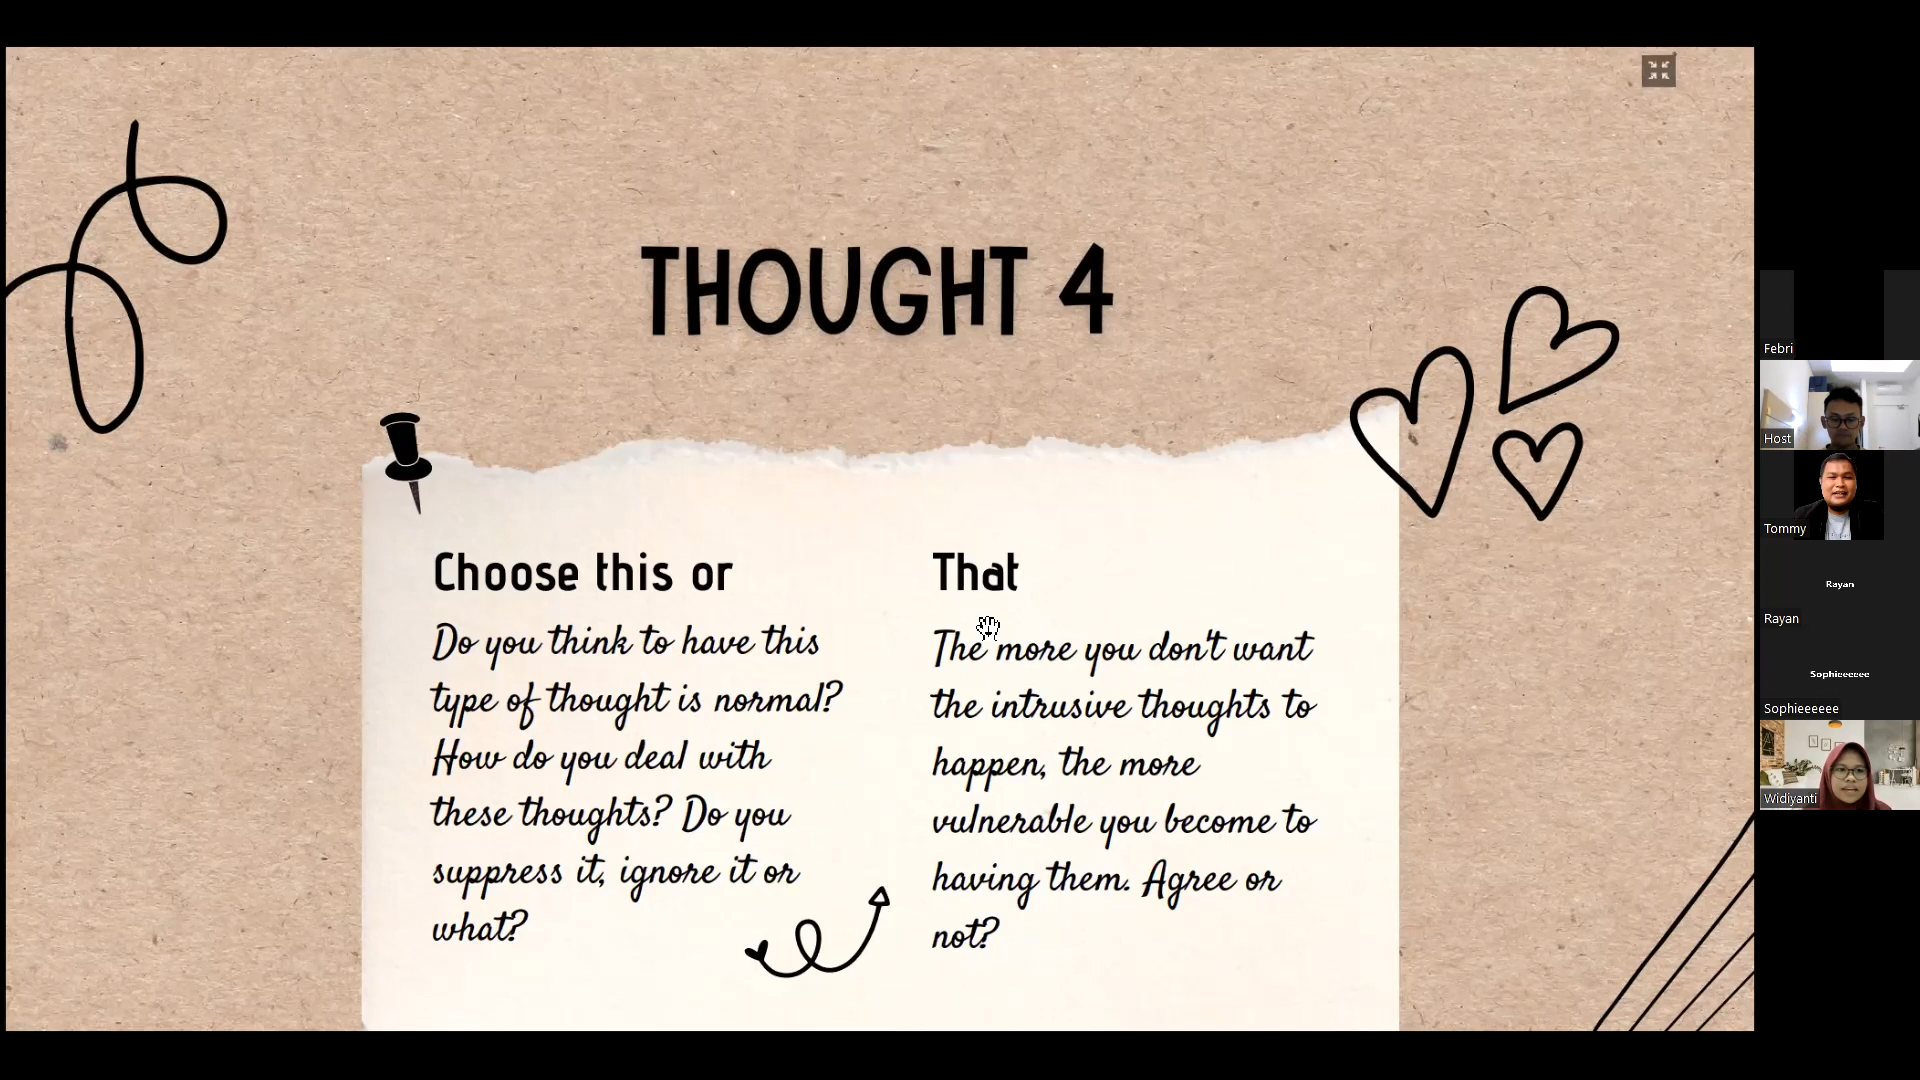 THOUGHT 4
Choose this or
Do you think to have this
type of thought is normal?
How do you deal with
these thoughts? Do you
suppress it, ignore it or
what?
That
The more you don't want
the intrusive thoughts to
happen, the more
vulnerable you become to
having them. Agree or
not?
Febri
Host
Tommy
Rayan
Rayan
Sophieeeeee
Sophieeeeee
Widiyanti